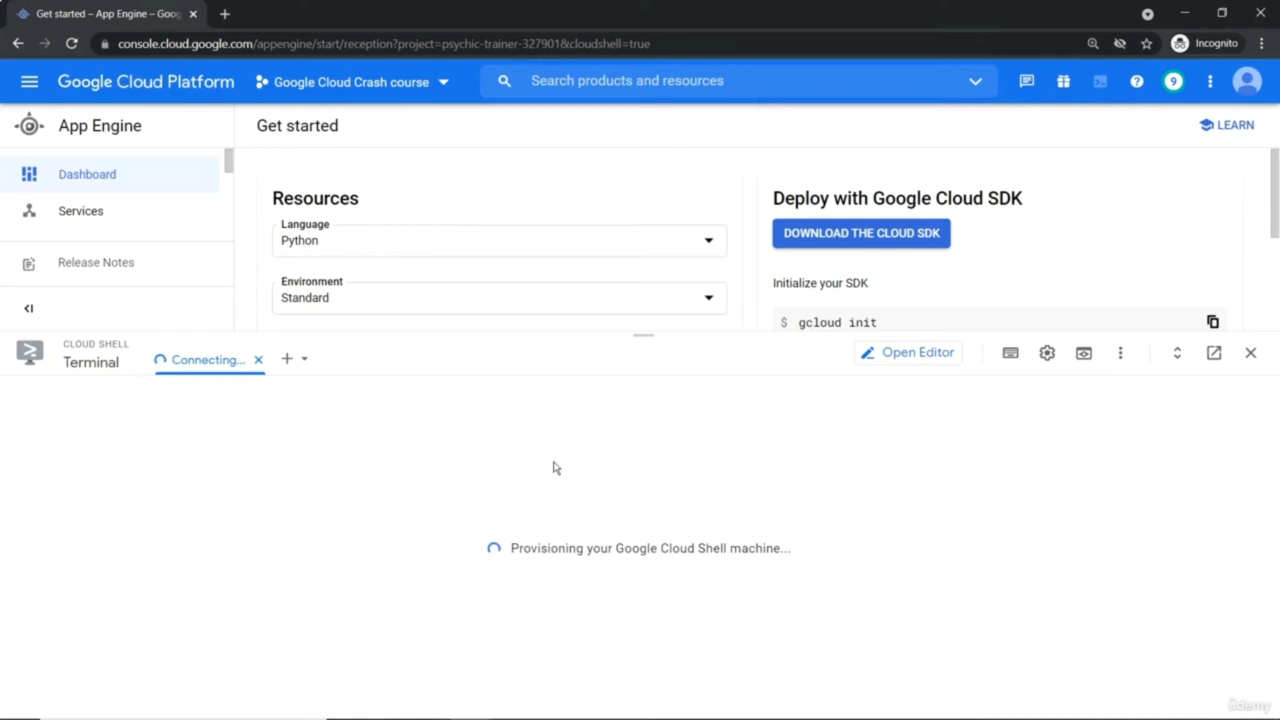 Get started – App Engine – Goog
console.cloud.google.com/appengine/start/reception?project=psychic-trainer-327901&cloudshell=true
Incognito
Google Cloud Platform
Google Cloud Crash course
Search products and resources
9
App Engine
Get started
LEARN
Dashboard
Services
Release Notes
Resources
Language
Python
Environment
Standard
Deploy with Google Cloud SDK
DOWNLOAD THE CLOUD SDK
Initialize your SDK
$ gcloud init
CLOUD SHELL
Terminal
Connecting...
Open Editor
Provisioning your Google Cloud Shell machine...
ûdemy